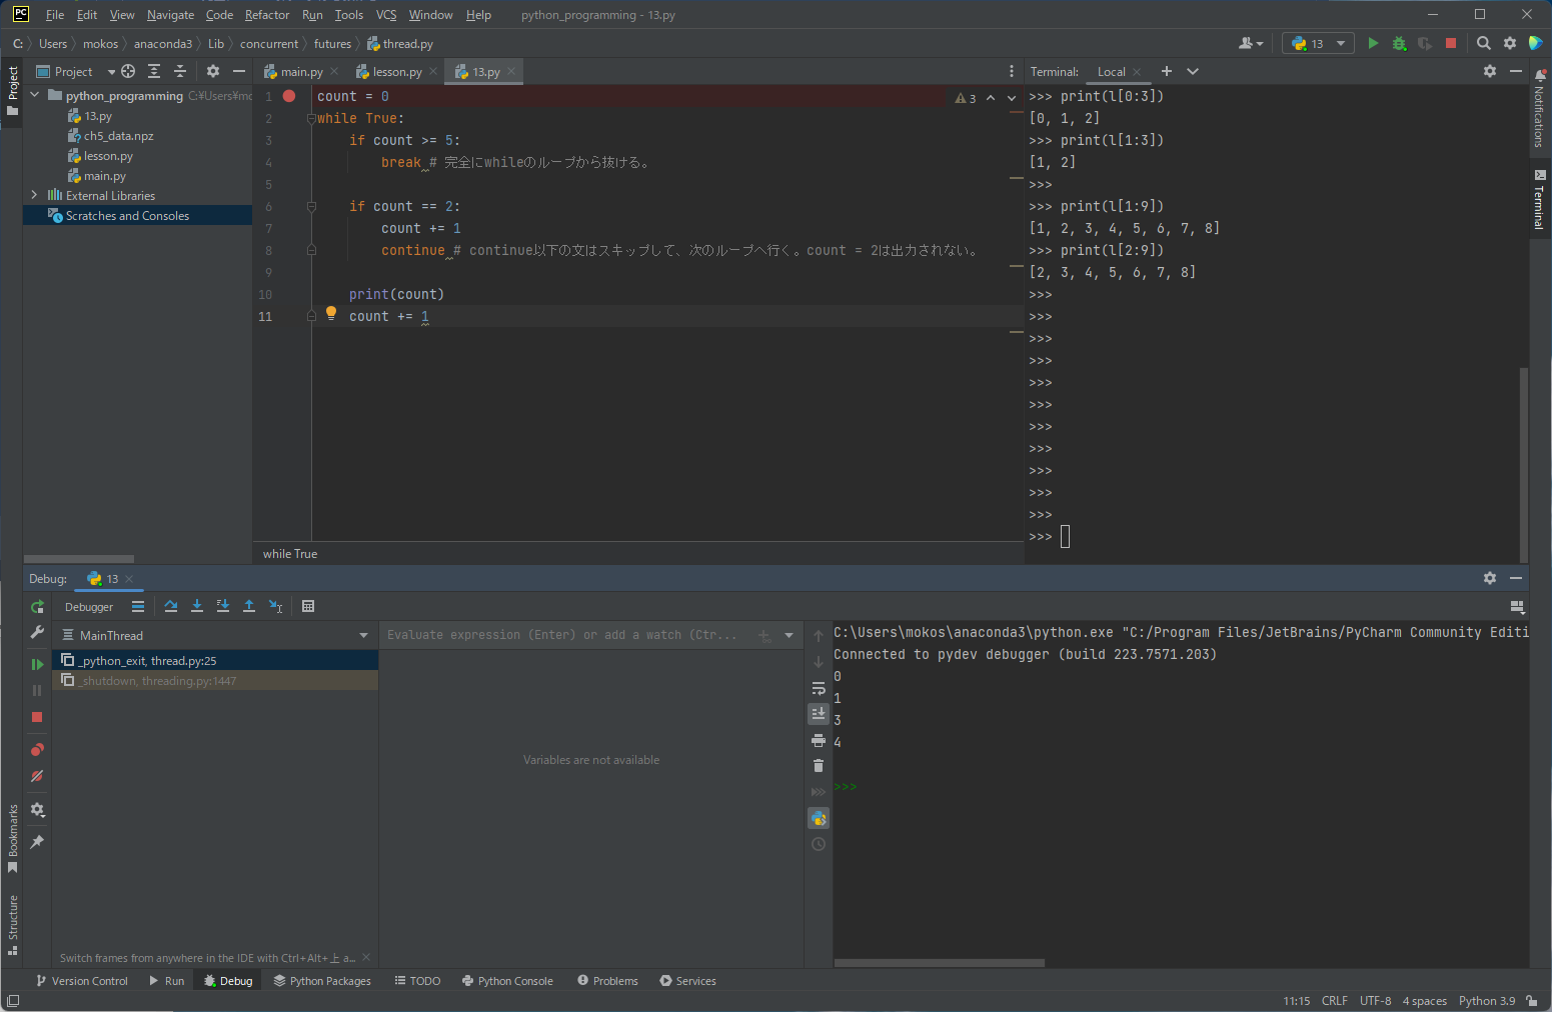 PC File Edit View Navigate Code Refactor Run Tools VCS Window Help python_programming - 13.py
C: Users mokos anaconda3 Lib concurrent futures thread.py 13
Project
Project
python_programming C:¥Users¥mo
13.py
ch5_data.npz
lesson.py
main.py
External Libraries
Scratches and Consoles
main.py lesson.py 13.py
3
1 count = 0
2 while True:
3 if count >= 5:
4 break # 完全にwhileのループから抜ける。
5
6 if count == 2:
7 count += 1
8 continue # continue以下の文はスキップして、次のループへ行く。count = 2は出力されない。
9
10 print(count)
11 count += 1
while True
Terminal: Local
>>> print(l[0:3])
[0, 1, 2]
>>> print(l[1:3])
[1, 2]
>>>
>>> print(l[1:9])
[1, 2, 3, 4, 5, 6, 7, 8]
>>> print(l[2:9])
[2, 3, 4, 5, 6, 7, 8]
>>>
>>>
>>>
>>>
>>>
>>>
>>>
>>>
>>>
>>>
>>>
>>>
Notifications
Terminal
Debug: 13
Debugger
MainThread
_python_exit, thread.py:25
_shutdown, threading.py:1447
Switch frames from anywhere in the IDE with Ctrl+Alt+上 a...
Evaluate expression (Enter) or add a watch (Ctr...
Variables are not available
C:\Users\mokos\anaconda3\python.exe "C:/Program Files/JetBrains/PyCharm Community Editi
Connected to pydev debugger (build 223.7571.203)
0
1
3
4
>>>
Bookmarks
Structure
Version Control Run Debug Python Packages TODO Python Console Problems Services
11:15 CRLF UTF-8 4 spaces Python 3.9